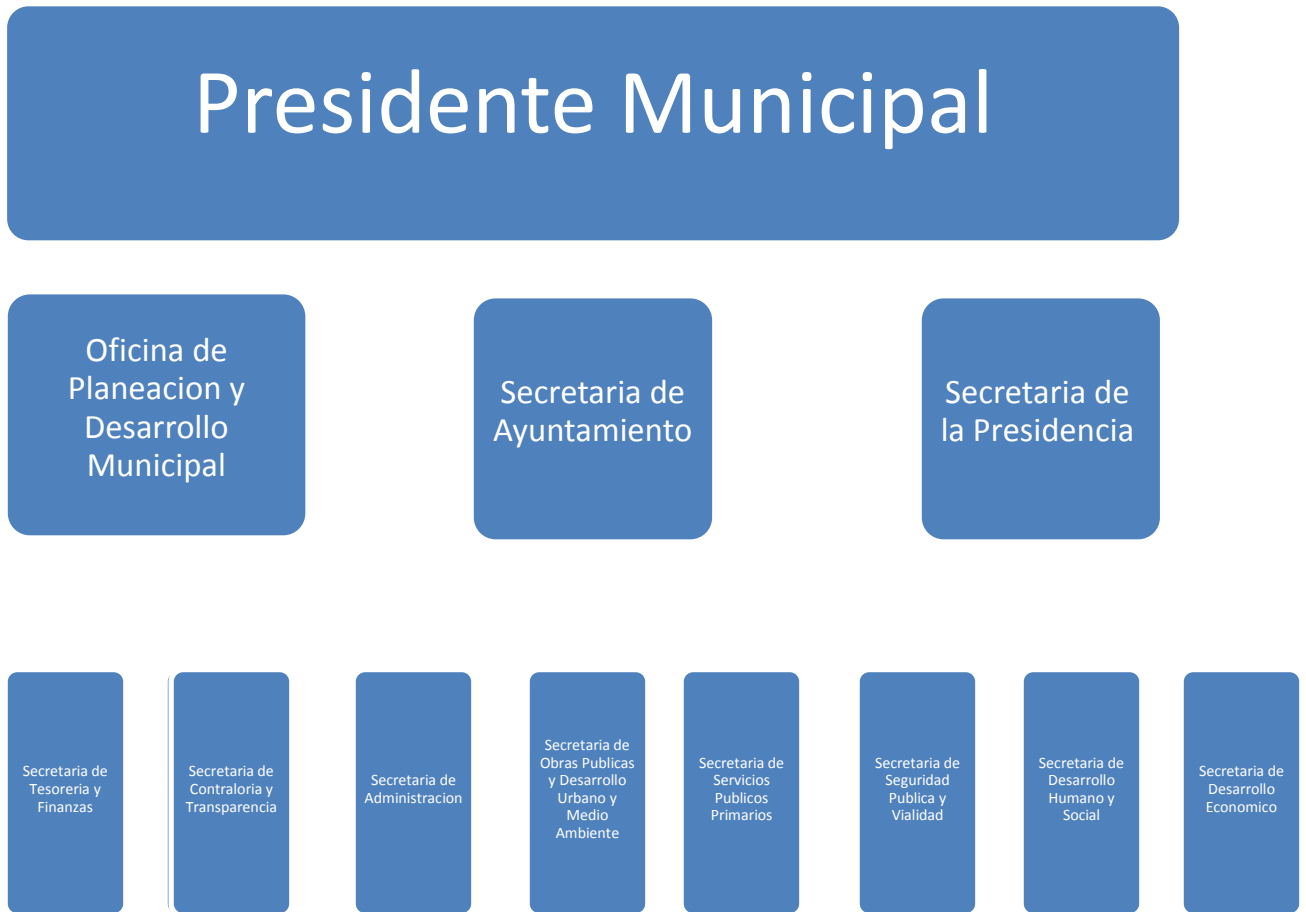 Presidente Municipal
Oficina de
Planeacion y
Desarrollo
Municipal
Secretaria de
Ayuntamiento
Secretaria de
la Presidencia
Secretaria de
Tesoreria y
Finanzas
Secretaria de
Contraloria y
Transparencia
Secretaria de
Administracion
Secretaria de
Obras Publicas
y Desarrollo
Urbano y
Medio
Ambiente
Secretaria de
Servicios
Publicos
Primarios
Secretaria de
Seguridad
Publica y
Vialidad
Secretaria de
Desarrollo
Humano y
Social
Secretaria de
Desarrollo
Economico